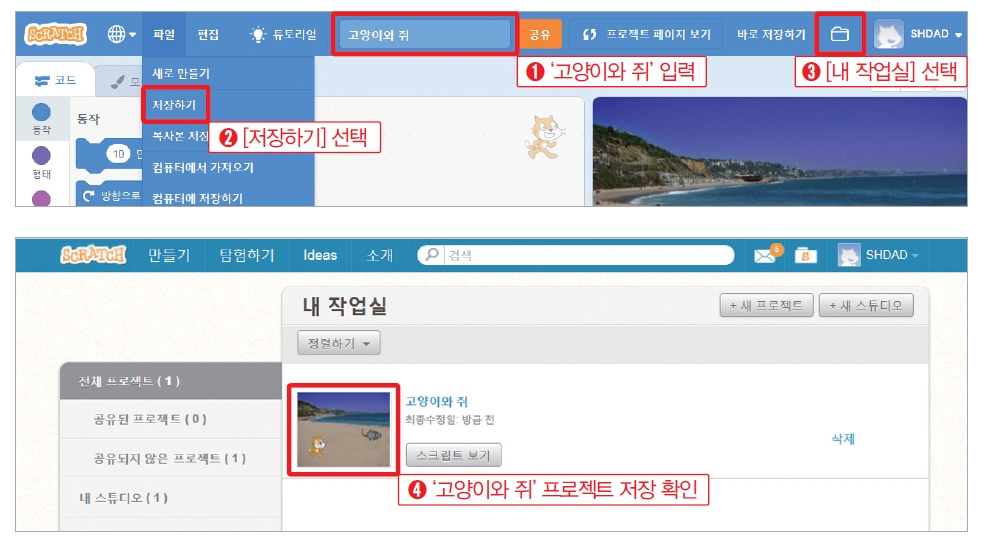 SCRATCH 파일 편집 튜토리얼 고양이와 쥐 공유 프로젝트 페이지 보기 바로 저장하기 SHDAD
❶ '고양이와 쥐' 입력
❸ [내 작업실] 선택
코드
새로 만들기
저장하기
❷ [저장하기] 선택
복사본 저장
컴퓨터에서 가져오기
컴퓨터에 저장하기
동작
동작
10
형태
방향으로
SCRATCH 만들기 탐험하기 Ideas 소개 검색 SHDAD
내 작업실
+ 새 프로젝트
+ 새 스튜디오
정렬하기
전체 프로젝트 (1)
공유된 프로젝트 (0)
공유되지 않은 프로젝트 (1)
내 스튜디오 (1)
고양이와 쥐
최종수정일: 방금 전
스크립트 보기
삭제
❹ '고양이와 쥐' 프로젝트 저장 확인